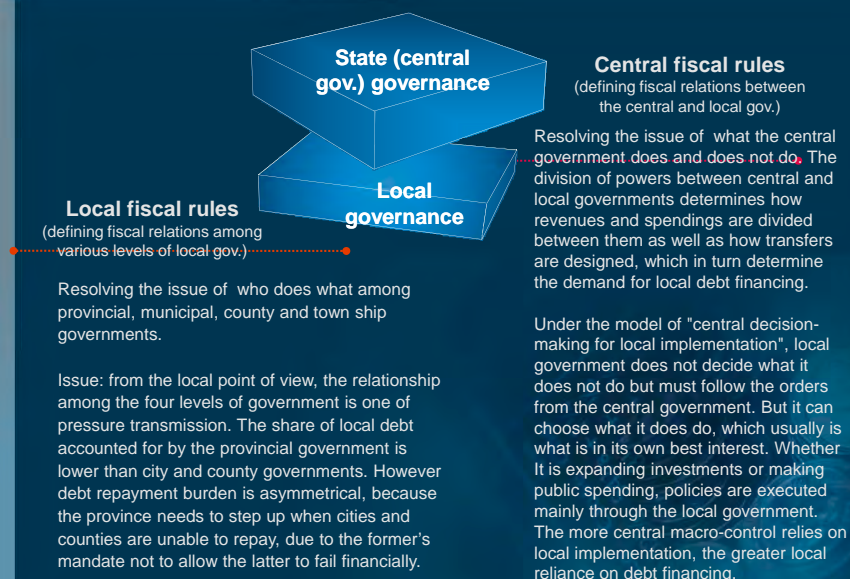 State (central
gov.) governance
Local
governance
Central fiscal rules
(defining fiscal relations between
the central and local gov.)
Resolving the issue of  what the central
government does and does not do. The
division of powers between central and
local governments determines how
revenues and spendings are divided
between them as well as how transfers
are designed, which in turn determine
the demand for local debt financing.
Under the model of "central decision-
making for local implementation", local
government does not decide what it
does not do but must follow the orders
from the central government. But it can
choose what it does do, which usually is
what is in its own best interest. Whether
It is expanding investments or making
public spending, policies are executed
mainly through the local government.
The more central macro-control relies on
local implementation, the greater local
reliance on debt financing.
Local fiscal rules
(defining fiscal relations among
various levels of local gov.)
Resolving the issue of  who does what among
provincial, municipal, county and town ship
governments.
Issue: from the local point of view, the relationship
among the four levels of government is one of
pressure transmission. The share of local debt
accounted for by the provincial government is
lower than city and county governments. However
debt repayment burden is asymmetrical, because
the province needs to step up when cities and
counties are unable to repay, due to the former’s
mandate not to allow the latter to fail financially.